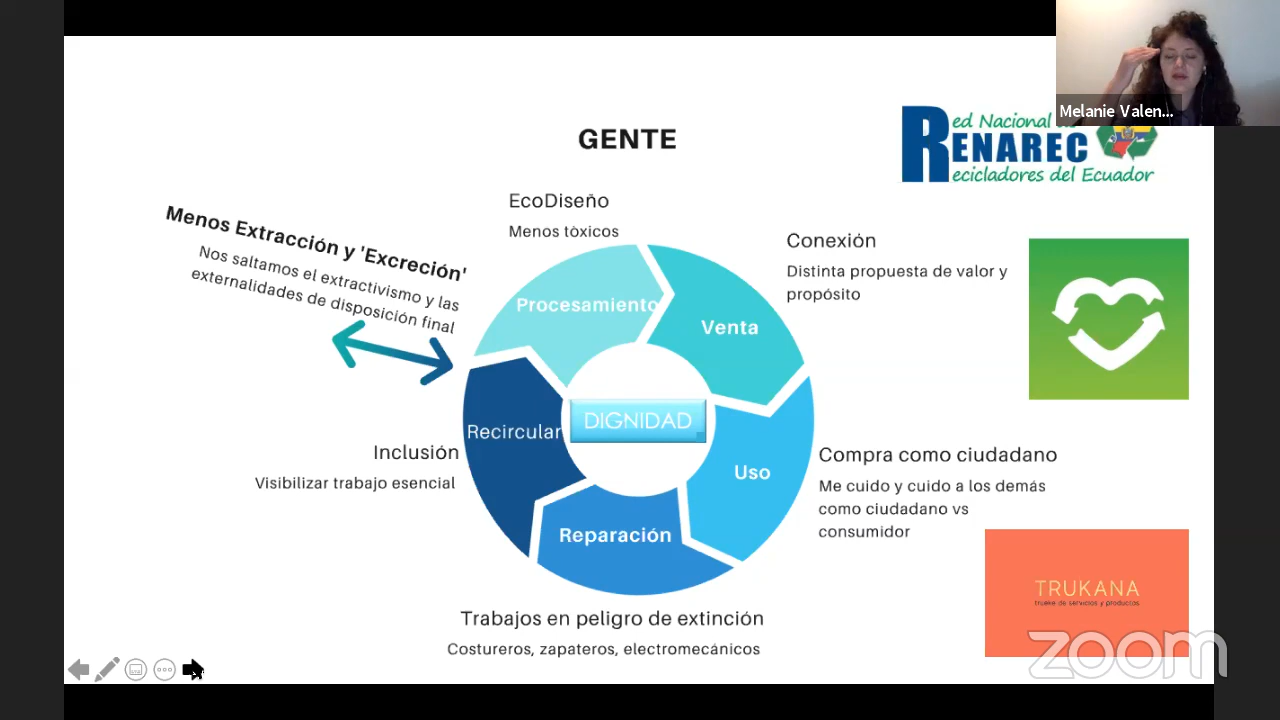 Melanie Valen...
GENTE
Red Nacional de
RENAREC
Recicladores del Ecuador
EcoDiseño
Menos tòxicos
Menos Extracción y 'Excreción'
Nos saltamos el extractivismo y las
externalidades de disposición final
Conexión
Distinta propuesta de valor y
propósito
Procesamiento
Venta
DIGNIDAD
Recircular
Uso
Reparación
Inclusión
Visibilizar trabajo esencial
Compra como ciudadano
Me cuido y cuido a los demás
como ciudadano vs
consumidor
TRUKANA
trueke de servicios y productos
Trabajos en peligro de extinción
Costureros, zapateros, electromecánicos
zoom